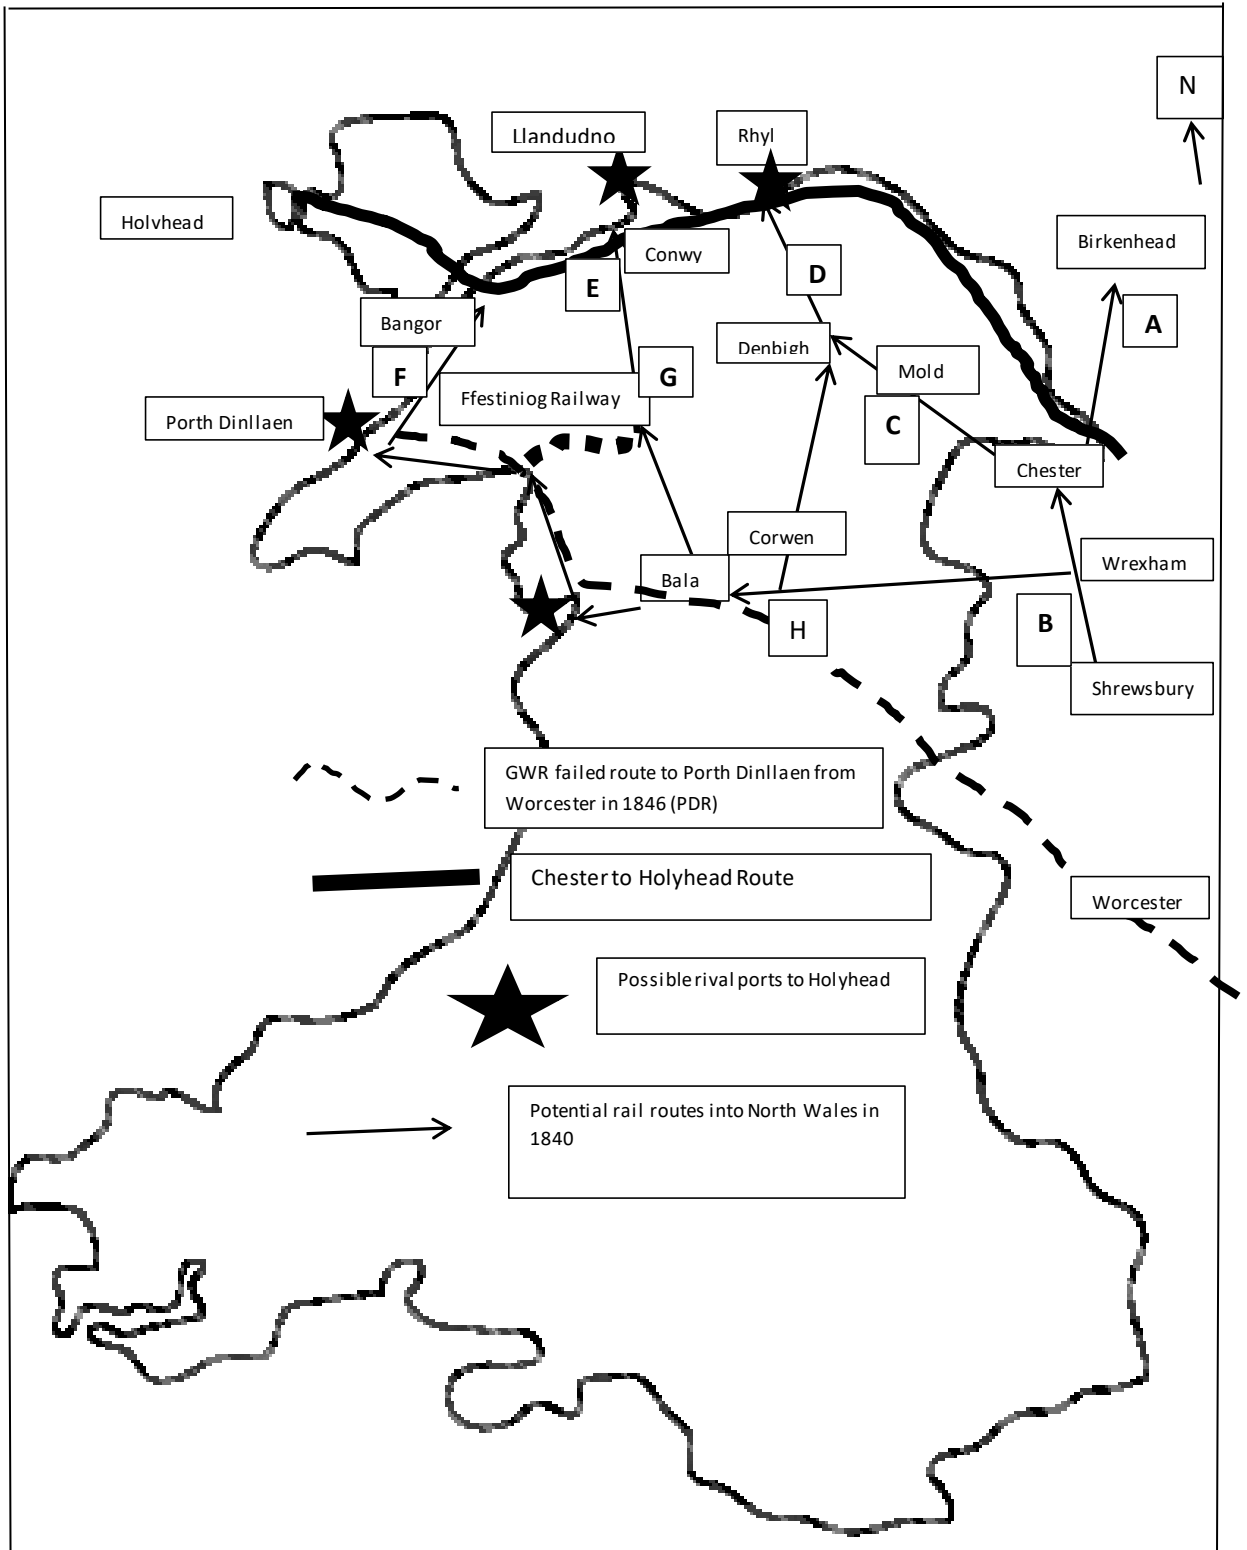 N
Llandudno
Rhyl
Holyhead
Birkenhead
Conwy
D
E
A
Bangor
Denbigh
Mold
F
G
Ffestiniog Railway
Porth Dinllaen
C
Chester
Corwen
Wrexham
Bala
H
B
Shrewsbury
GWR failed route to Porth Dinllaen from
Worcester in 1846 (PDR)
Chester to Holyhead Route
Worcester
Possible rival ports to Holyhead
Potential rail routes into North Wales in
1840